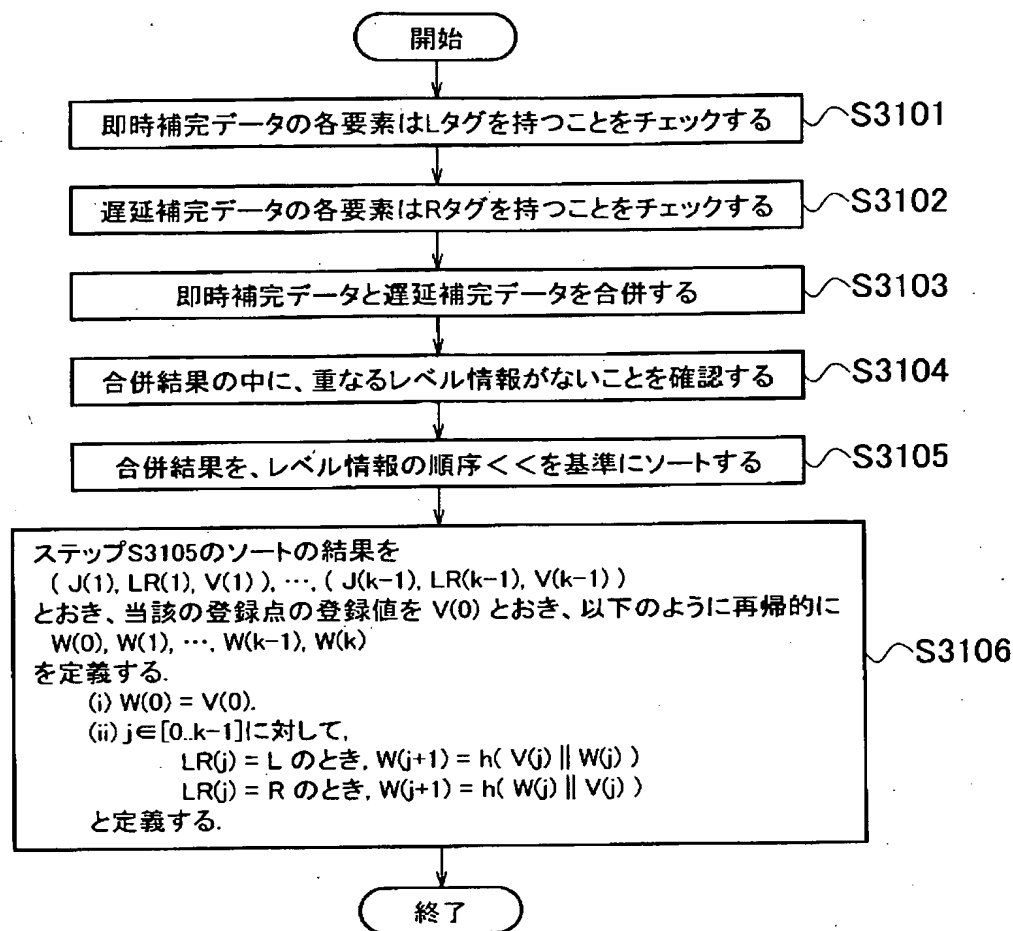 開始
即時補完データの各要素はLタグを持つことをチェックする
S3101
遅延補完データの各要素はRタグを持つことをチェックする
S3102
即時補完データと遅延補完データを合併する
S3103
合併結果の中に、重なるレベル情報がないことを確認する
S3104
合併結果を、レベル情報の順序<<を基準にソートする
S3105
ステップS3105のソートの結果を
( J(1), LR(1), V(1) ), …, ( J(k-1), LR(k-1), V(k-1) )
とおき、当該の登録点の登録値を V(0) とおき、以下のように再帰的に
W(0), W(1), …, W(k-1), W(k)
を定義する.
(i) W(0) = V(0).
(ii) j∈[0..k-1]に対して,
LR(j) = L のとき, W(j+1) = h( V(j) || W(j) )
LR(j) = R のとき, W(j+1) = h( W(j) || V(j) )
と定義する.
S3106
終了